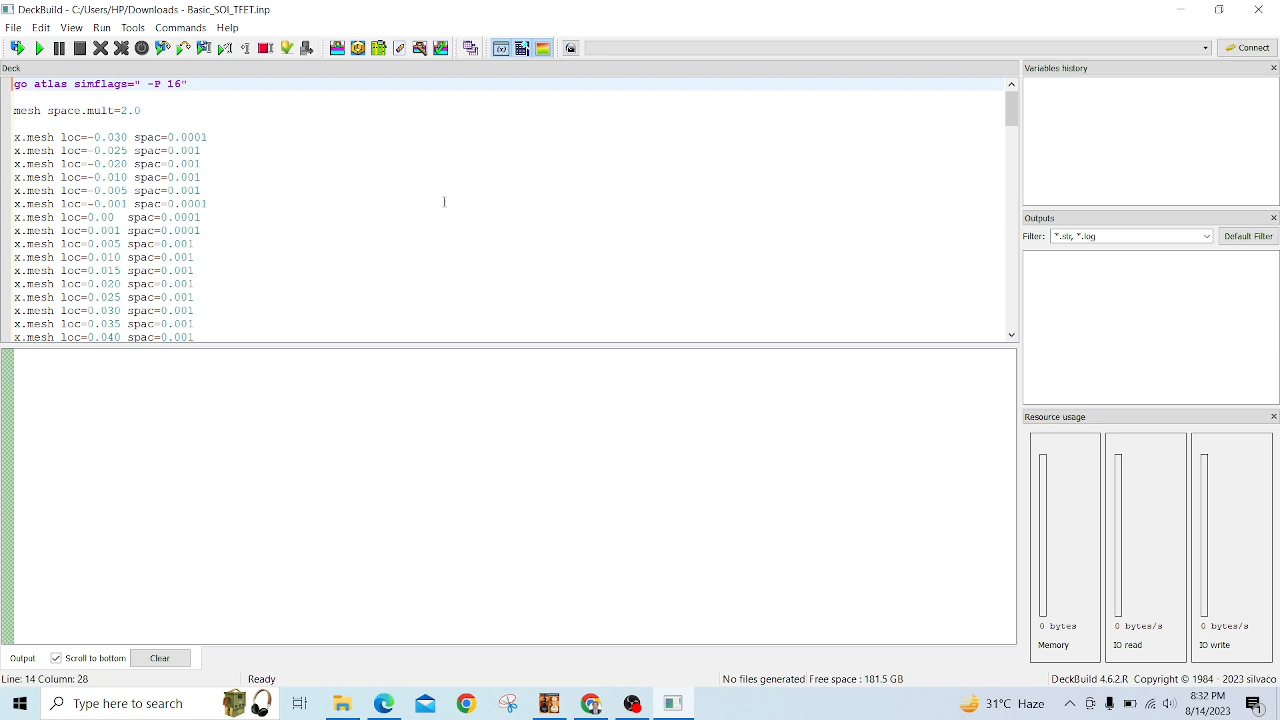 DeckBuild - C:/Users/HP/Downloads - Basic_SOI_TFET.inp
File Edit View Run Tools Commands Help
Connect
Deck
go atlas simflags=" -P 16"
mesh space.mult=2.0
x.mesh loc=-0.030 spac=0.0001
x.mesh loc=-0.025 spac=0.001
x.mesh loc=-0.020 spac=0.001
x.mesh loc=-0.010 spac=0.001
x.mesh loc=-0.005 spac=0.001
x.mesh loc=-0.001 spac=0.0001
x.mesh loc=0.00  spac=0.0001
x.mesh loc=0.001 spac=0.0001
x.mesh loc=0.005 spac=0.001
x.mesh loc=0.010 spac=0.001
x.mesh loc=0.015 spac=0.001
x.mesh loc=0.020 spac=0.001
x.mesh loc=0.025 spac=0.001
x.mesh loc=0.030 spac=0.001
x.mesh loc=0.035 spac=0.001
x.mesh loc=0.040 spac=0.001
Variables history
Outputs
Filter: *.str, *.log Default Filter
Resource usage
0 bytes 0 bytes/s 0 bytes/s
Memory IO read IO write
Output Scroll to bottom Clear
Line: 14 Column: 28 Ready No files generated Free space : 181.5 GB DeckBuild 4.6.2.R Copyright © 1984 - 2023 silvaco
Type here to search 31°C Haze 8:32 PM
8/14/2023 1